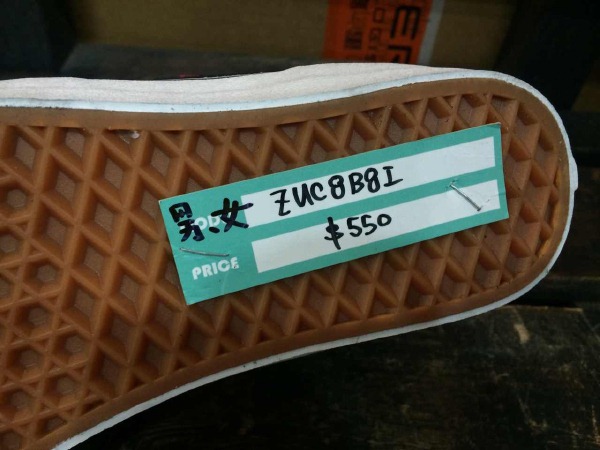 男、女 ZUC8B8I
PRICE $550